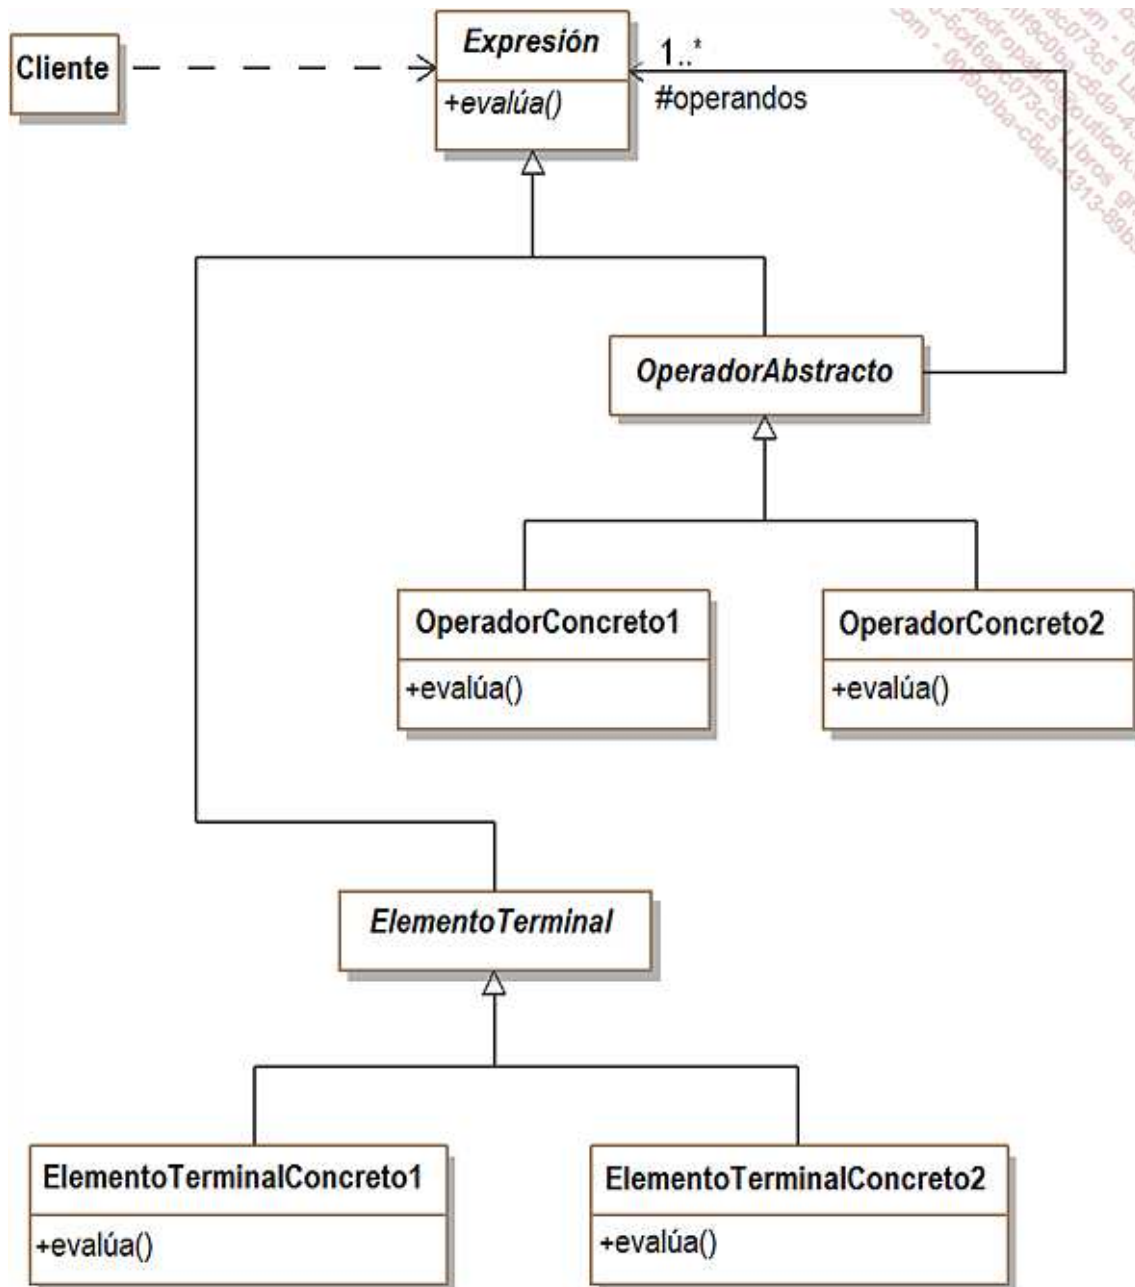 Cliente
Expresión
+evalúa()
1..*
#operandos
OperadorAbstracto
OperadorConcreto1
+evalúa()
OperadorConcreto2
+evalúa()
ElementoTerminal
ElementoTerminalConcreto1
+evalúa()
ElementoTerminalConcreto2
+evalúa()